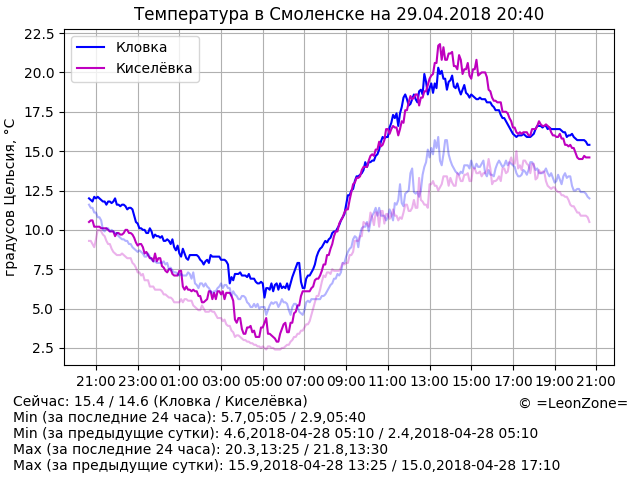 Температура в Смоленске на 29.04.2018 20:40
градусов Цельсия, °C
22.5
20.0
17.5
15.0
12.5
10.0
7.5
5.0
2.5
Кловка
Киселёвка
21:00 23:00 01:00 03:00 05:00 07:00 09:00 11:00 13:00 15:00 17:00 19:00 21:00
Сейчас: 15.4 / 14.6 (Кловка / Киселёвка)
© =LeonZone=
Min (за последние 24 часа): 5.7,05:05 / 2.9,05:40
Min (за предыдущие сутки): 4.6,2018-04-28 05:10 / 2.4,2018-04-28 05:10
Max (за последние 24 часа): 20.3,13:25 / 21.8,13:30
Max (за предыдущие сутки): 15.9,2018-04-28 13:25 / 15.0,2018-04-28 17:10